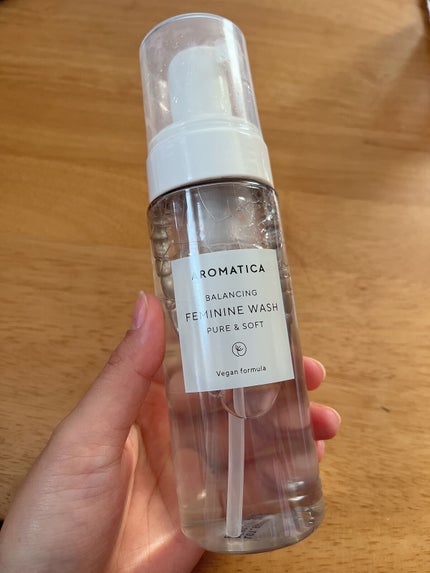 AROMATICA
BALANCING
FEMININE WASH
PURE & SOFT
Vegan formula